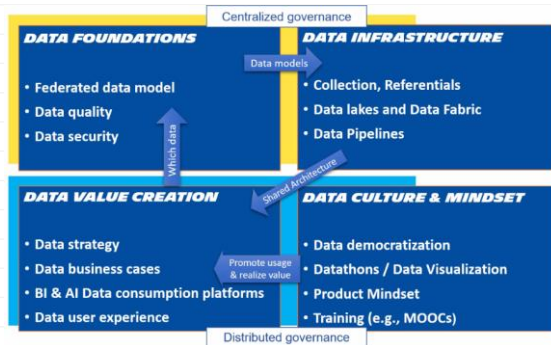 Centralized governance
DATA FOUNDATIONS
• Federated data model
• Data quality
• Data security
Data models
DATA INFRASTRUCTURE
• Collection, Referentials
• Data lakes and Data Fabric
• Data Pipelines
Which data
Shared Architecture
DATA VALUE CREATION
• Data strategy
• Data business cases
• BI & AI Data consumption platforms
• Data user experience
Promote usage
& realize value
DATA CULTURE & MINDSET
• Data democratization
• Datathons / Data Visualization
• Product Mindset
• Training (e.g., MOOCs)
Distributed governance